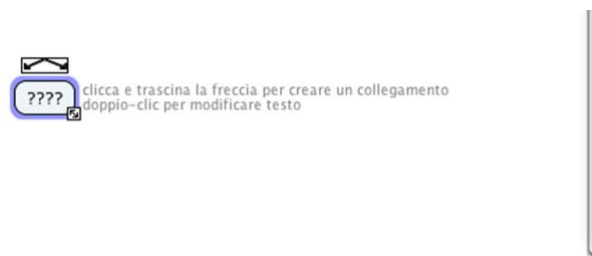 ????
clicca e trascina la freccia per creare un collegamento
doppio-clic per modificare testo